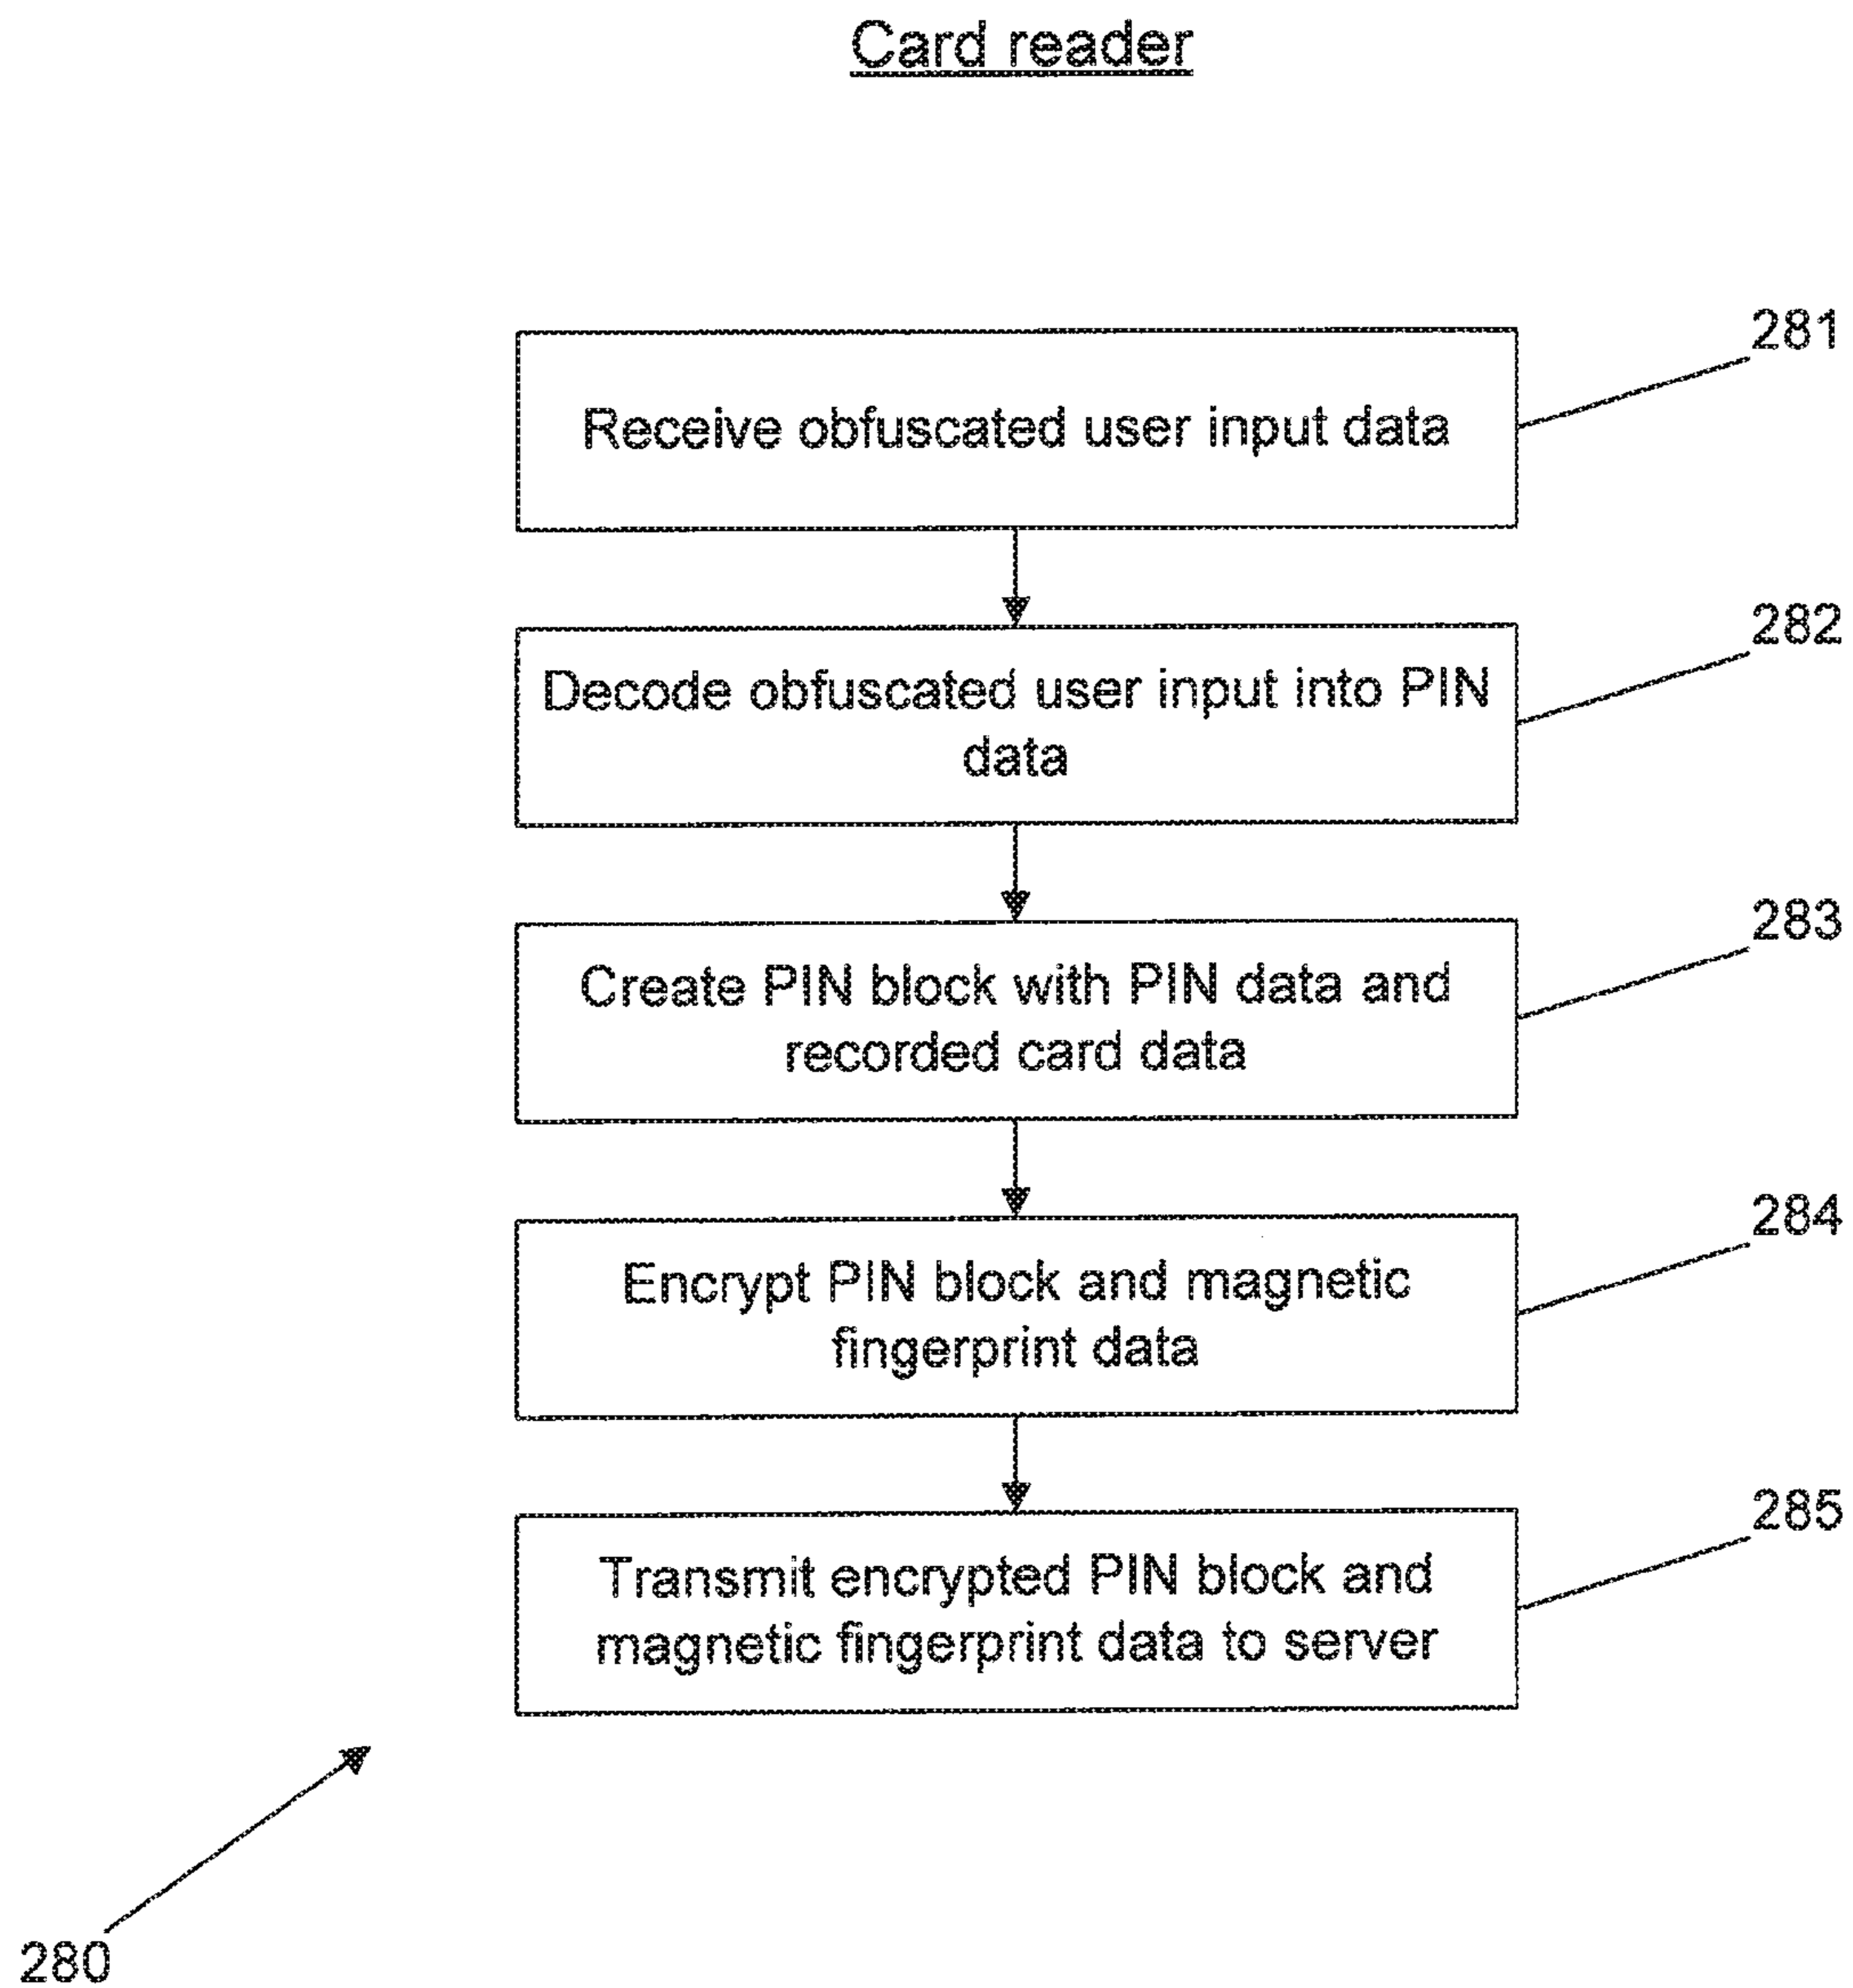 Card reader
281
Receive obfuscated user input data
282
Decode obfuscated user input into PIN
data
283
Create PIN block with PIN data and
recorded card data
284
Encrypt PIN block and magnetic
fingerprint data
285
Transmit encrypted PIN block and
magnetic fingerprint data to server
280